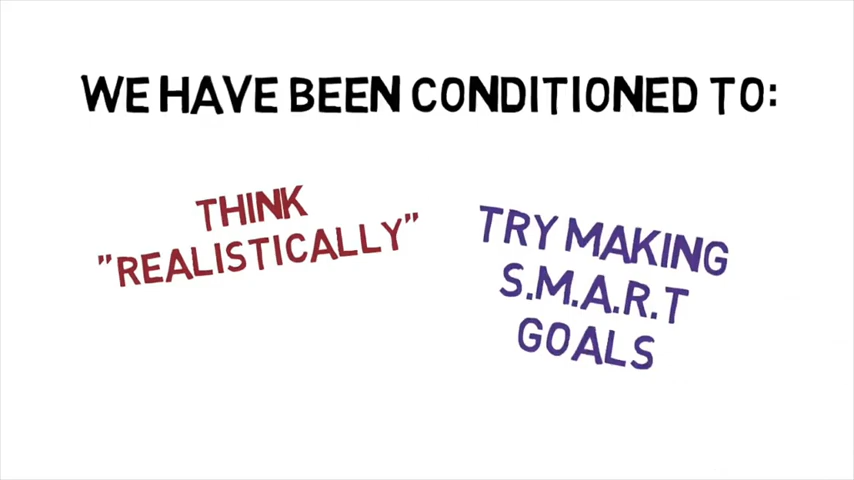 WE HAVE BEEN CONDITIONED TO:
THINK
"REALISTICALLY"
TRY MAKING
S.M.A.R.T
GOALS